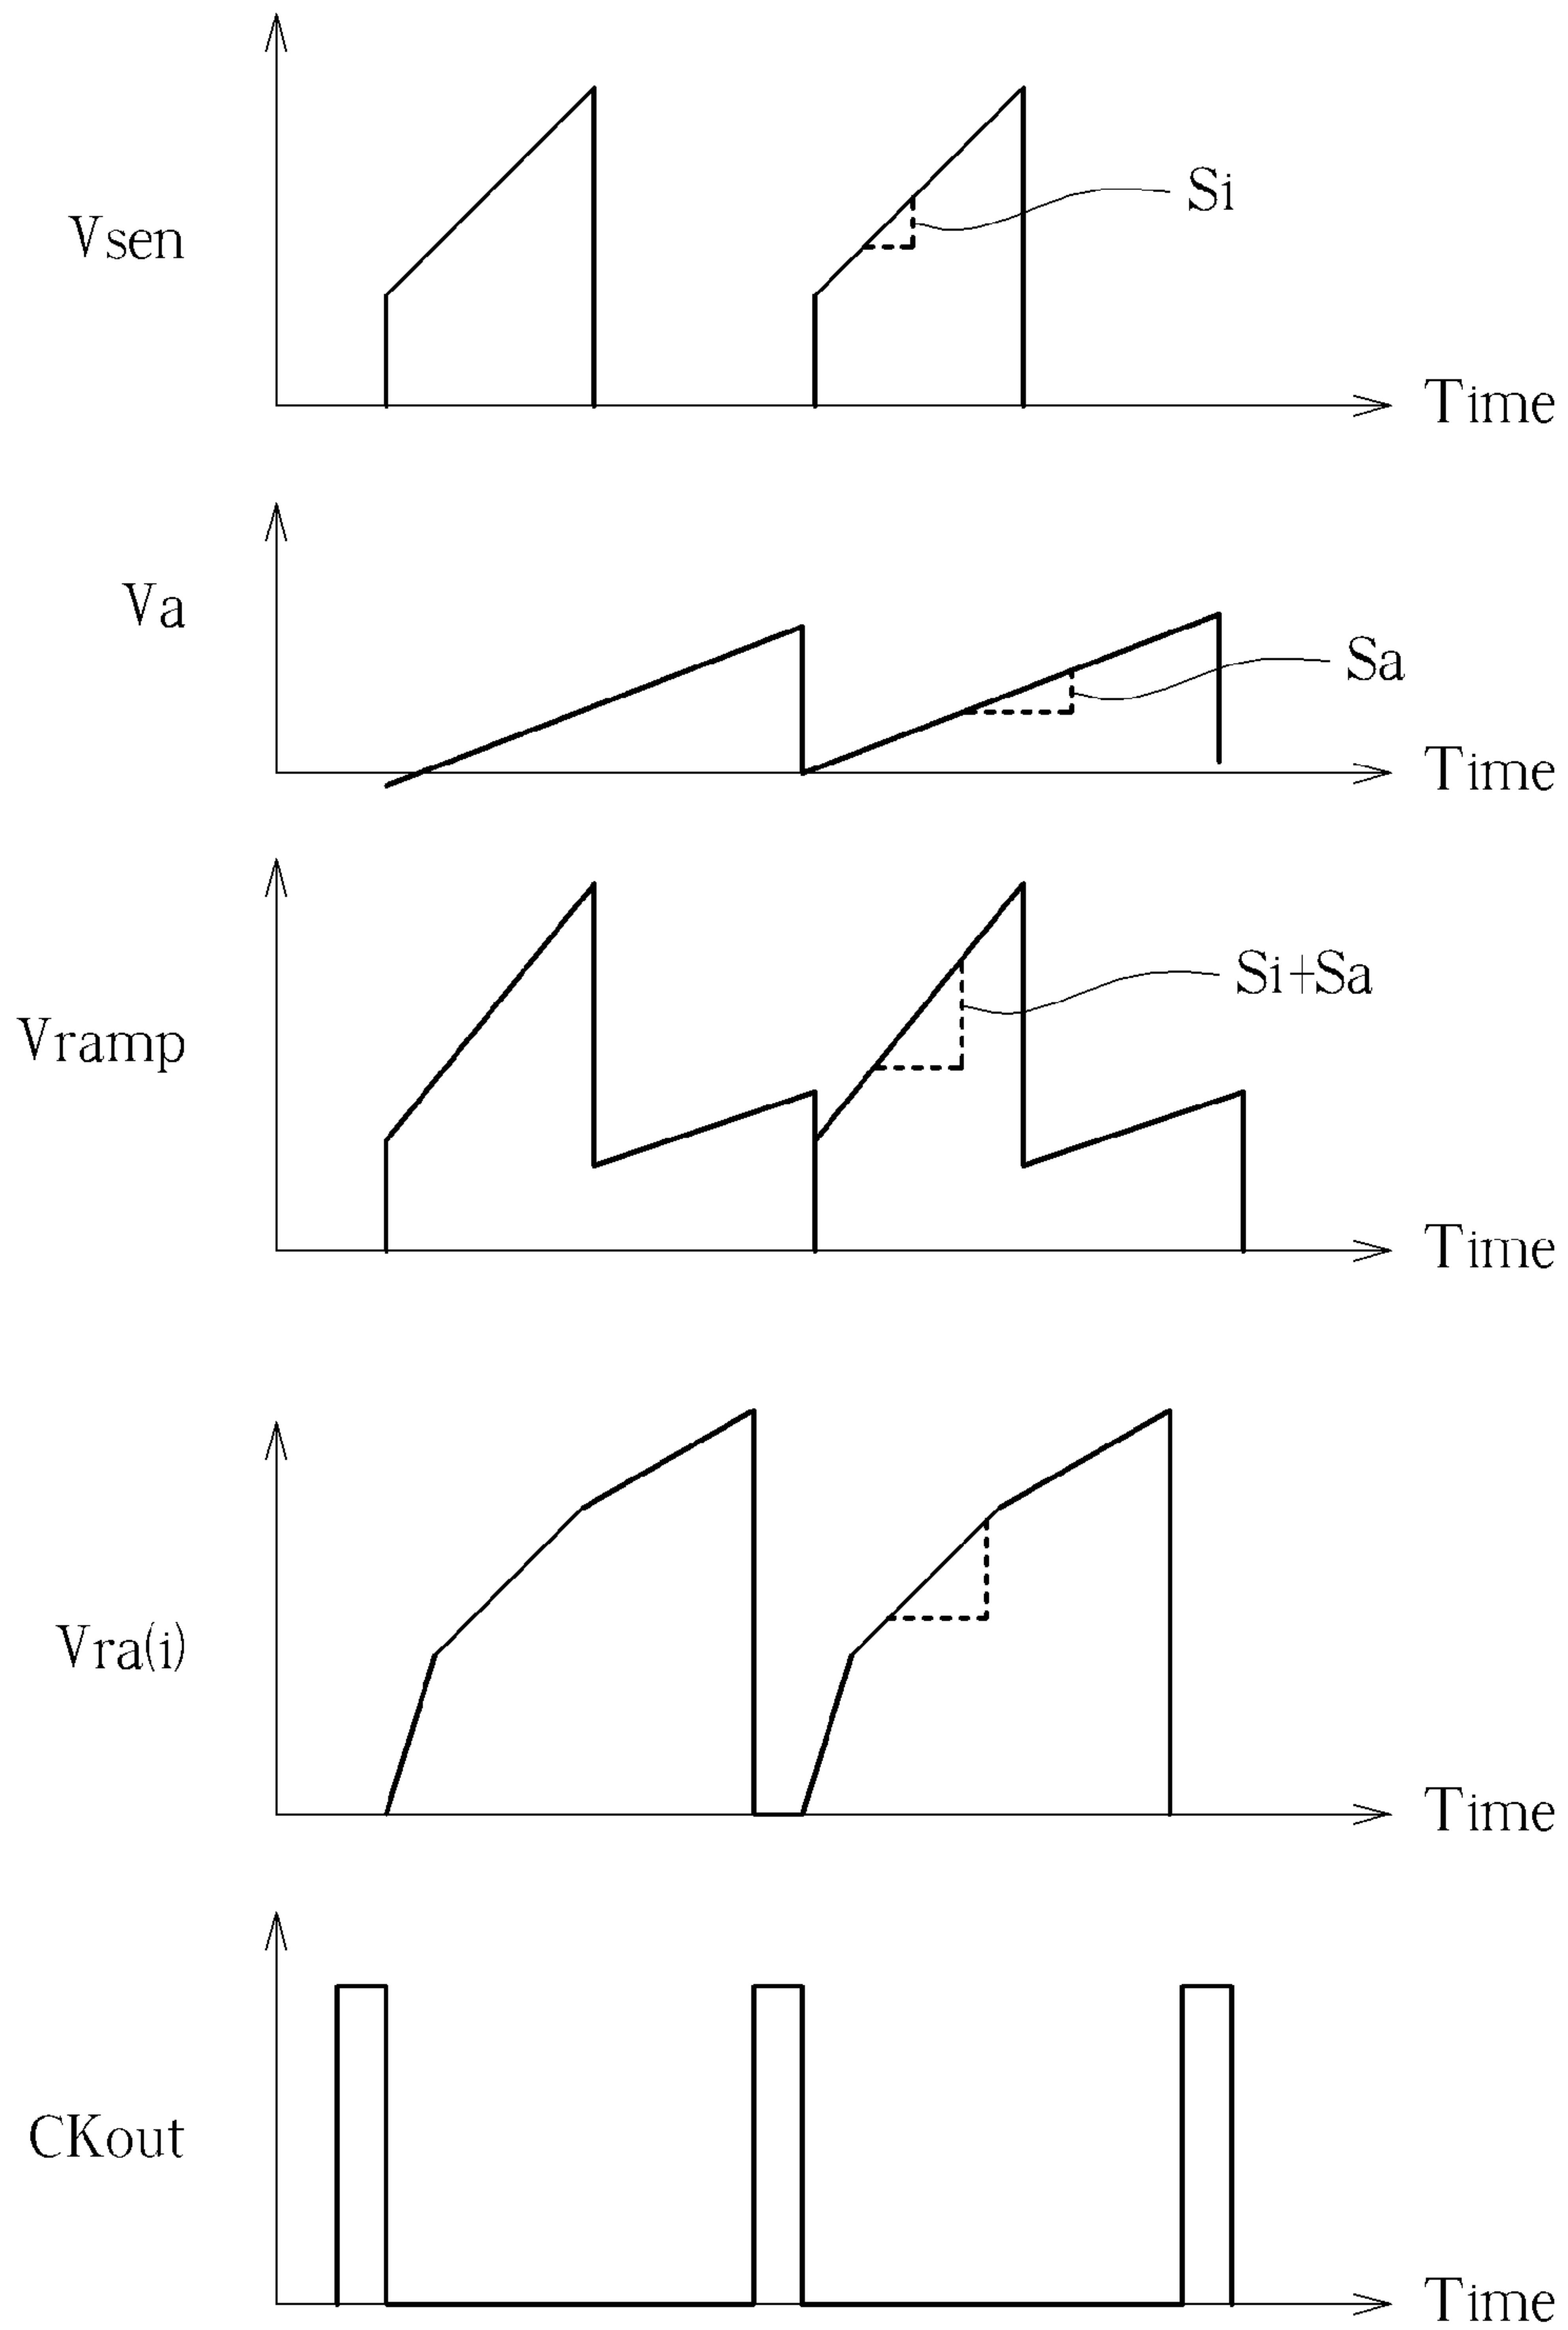 Si
Vsen
Time
Va
Sa
Time
Si+Sa
Vramp
Time
Vra(i)
Time
CKout
Time